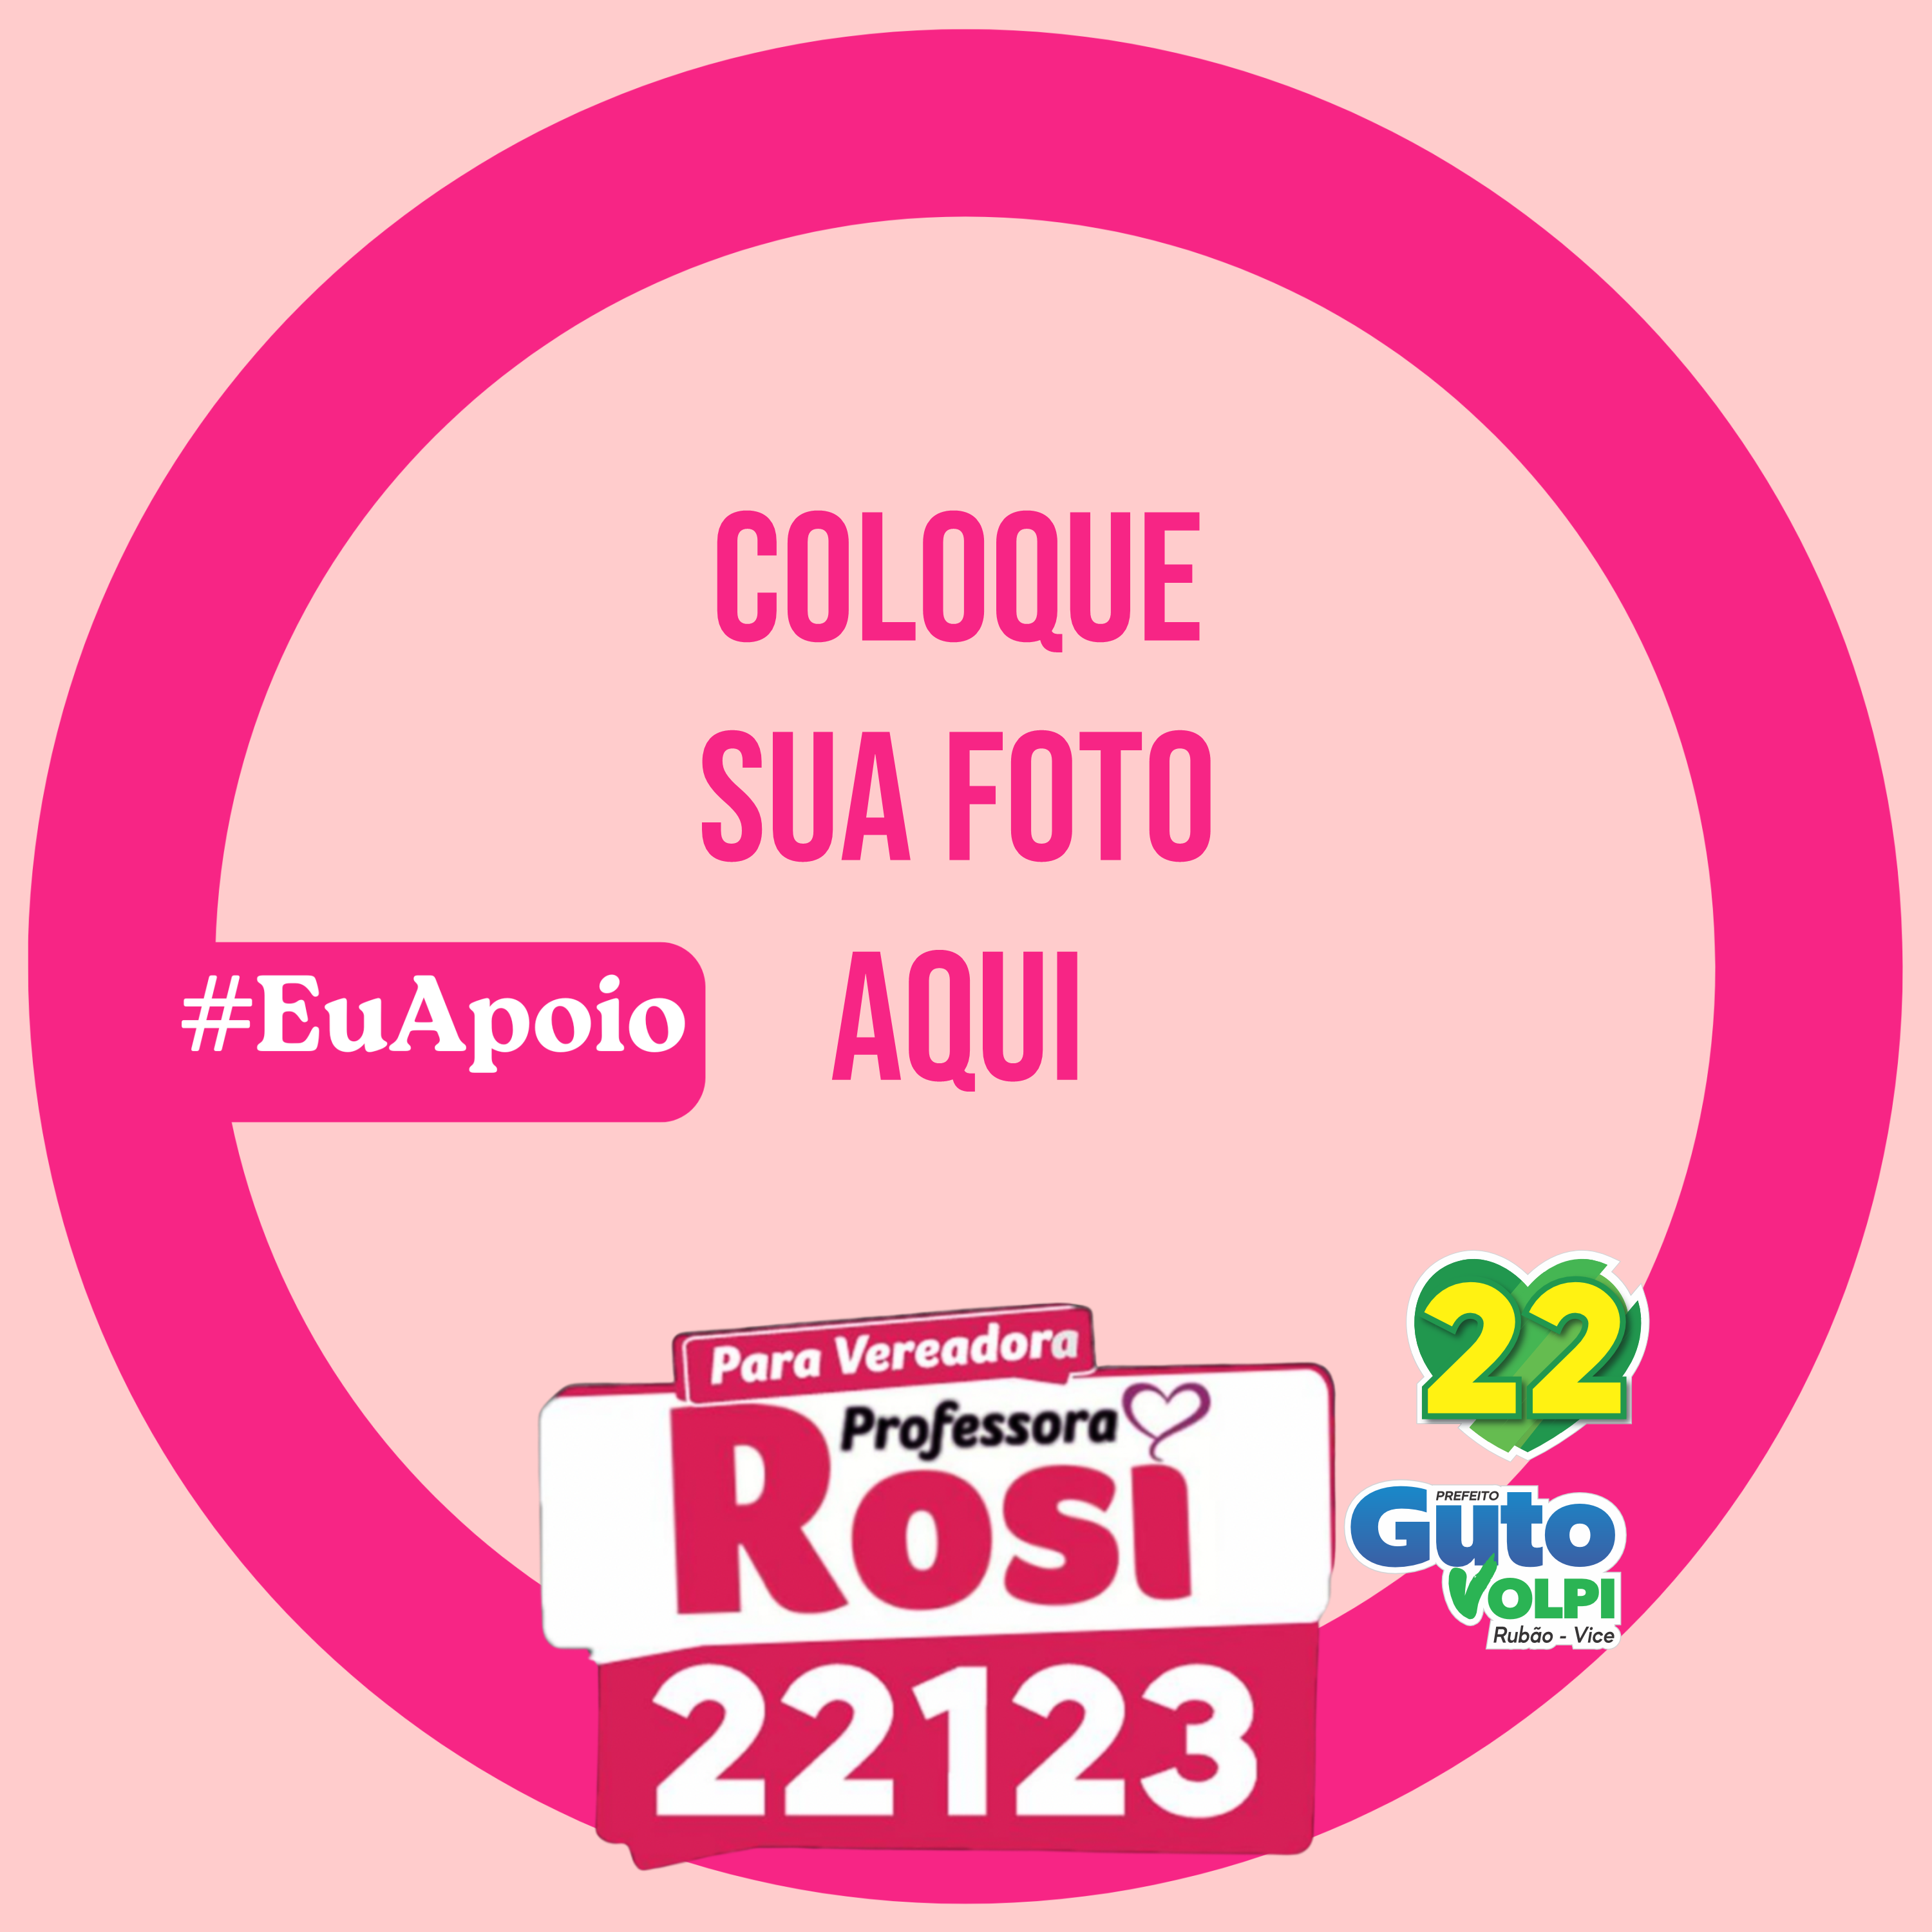 COLOQUE
SUA FOTO
AQUI
#EuApoio
Para Vereadora
Professora
Rosi
22123
22
PREFEITO
Guto
VOLPI
Rubão - Vice